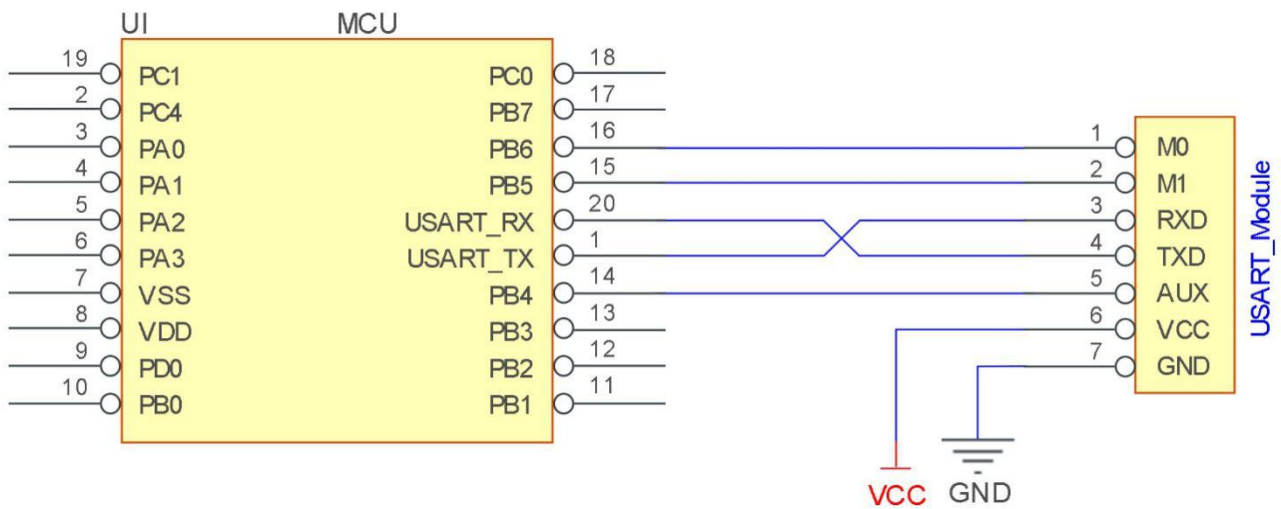 UI MCU
19 PC1 PC0 18
2 PC4 PB7 17
3 PA0 PB6 16 1 M0
4 PA1 PB5 15 2 M1
5 PA2 USART_RX 20 3 RXD
6 PA3 USART_TX 1 4 TXD
7 VSS PB4 14 5 AUX
8 VDD PB3 13 6 VCC
9 PD0 PB2 12 7 GND
10 PB0 PB1 11
USART_Module
VCC GND